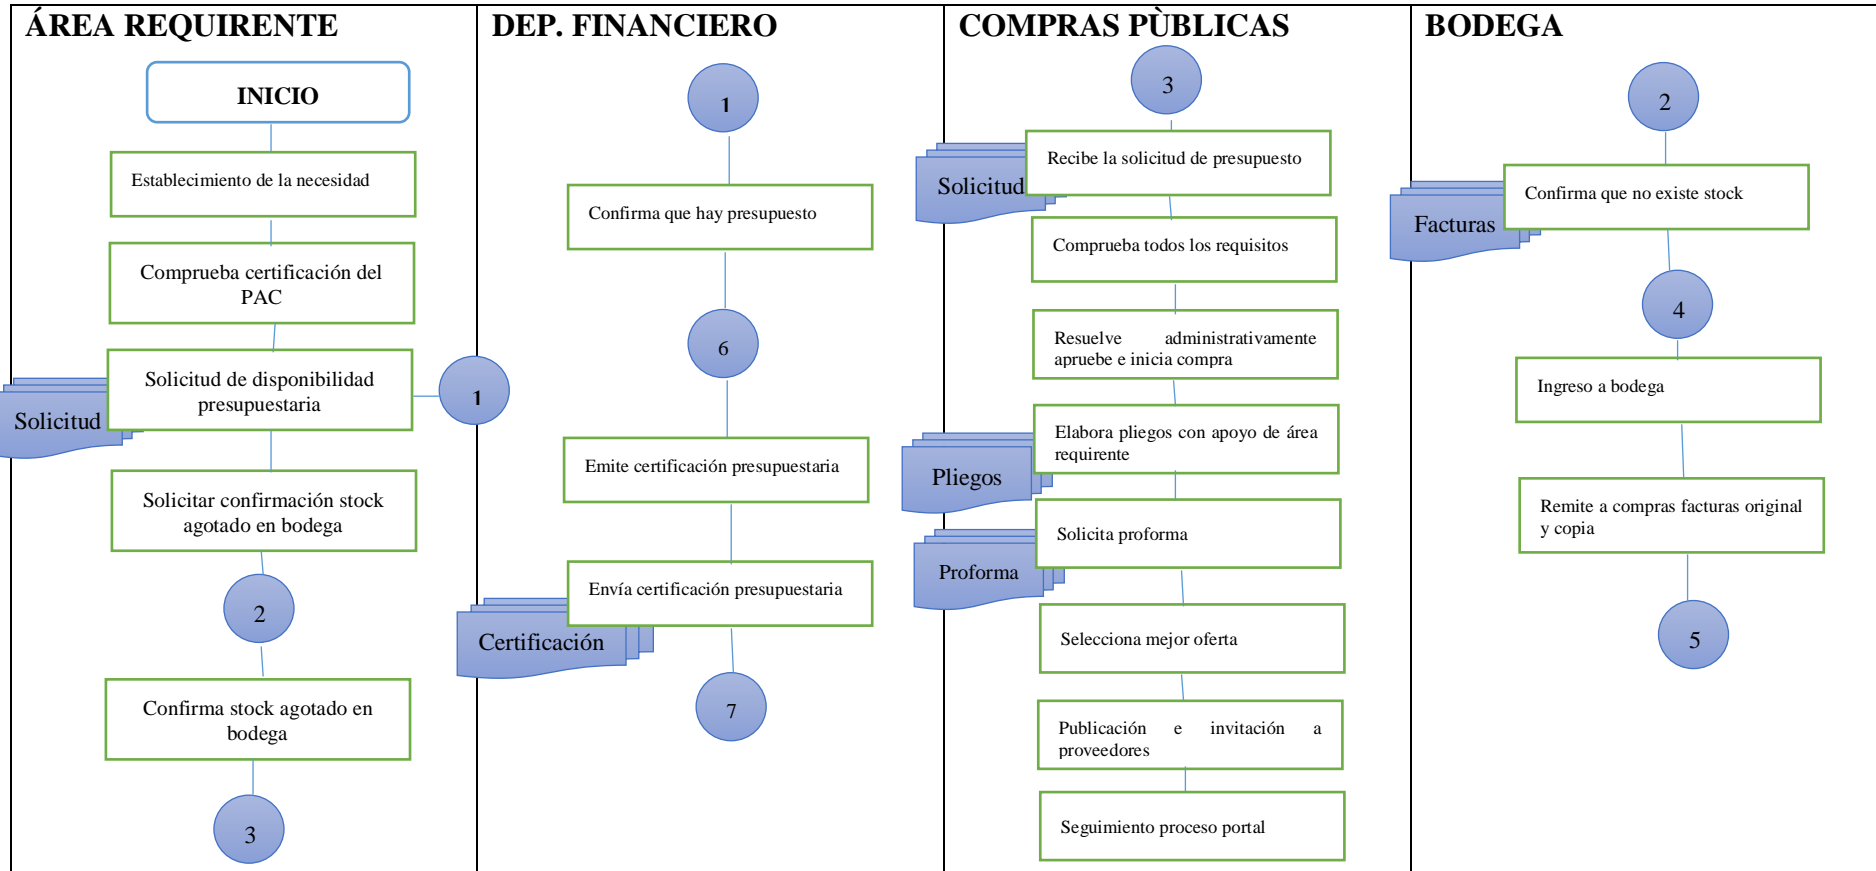 ÁREA REQUIRENTE
INICIO
Establecimiento de la necesidad
Comprueba certificación del
PAC
Solicitud de disponibilidad
presupuestaria
1
Solicitud
Solicitar confirmación stock
agotado en bodega
2
Confirma stock agotado en
bodega
3
DEP. FINANCIERO
1
Confirma que hay presupuesto
6
Emite certificación presupuestaria
Envía certificación presupuestaria
Certificación
7
COMPRAS PÙBLICAS
3
Recibe la solicitud de presupuesto
Solicitud
Comprueba todos los requisitos
Resuelve administrativamente
apruebe e inicia compra
Elabora pliegos con apoyo de área
requirente
Pliegos
Solicita proforma
Proforma
Selecciona mejor oferta
Publicación e invitación a
proveedores
Seguimiento proceso portal
BODEGA
2
Confirma que no existe stock
Facturas
4
Ingreso a bodega
Remite a compras facturas original
y copia
5